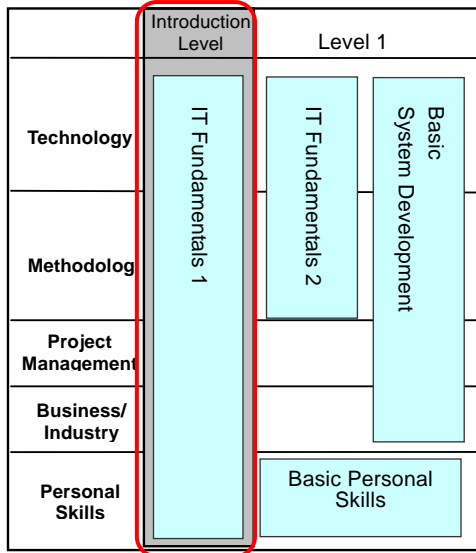 Introduction
Level
Level 1
Technology
IT Fundamentals 1
IT Fundamentals 2
Basic
System Development
Methodolog
Project
Management
Business/
Industry
Personal
Skills
Basic Personal
Skills